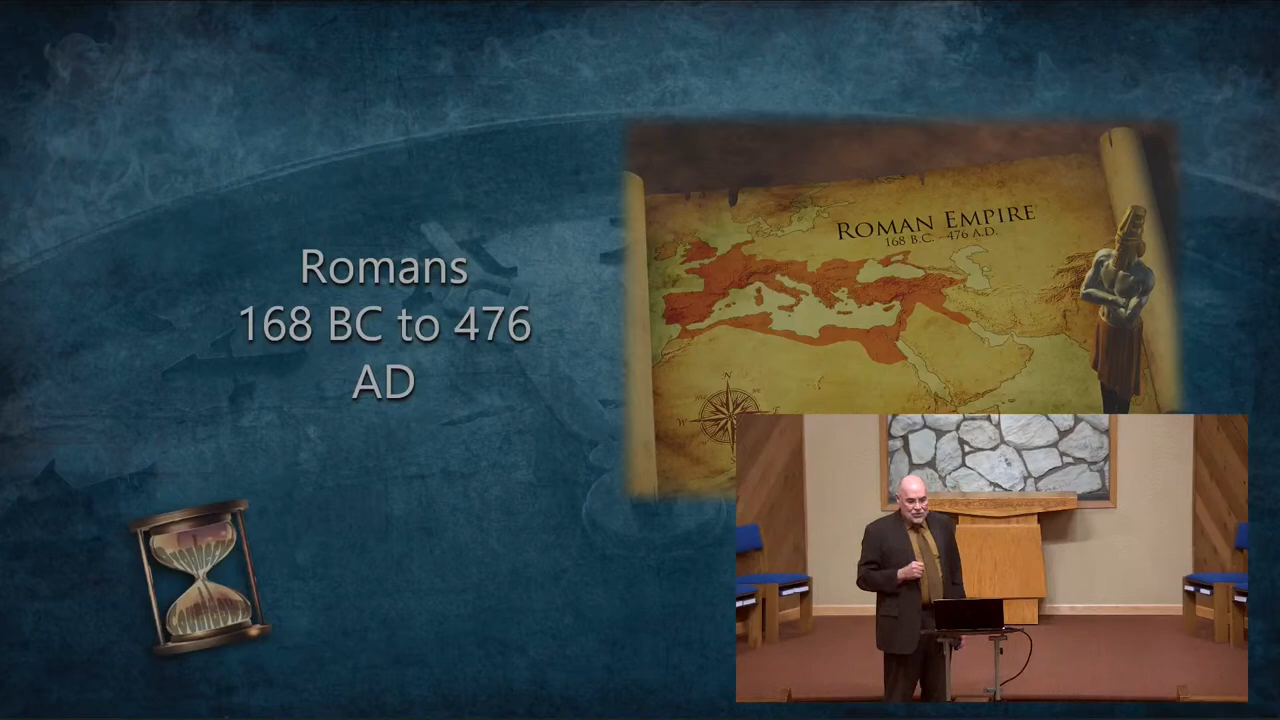 Romans
168 BC to 476
AD
ROMAN EMPIRE
168 B.C. - 476 A.D.
N
W
E